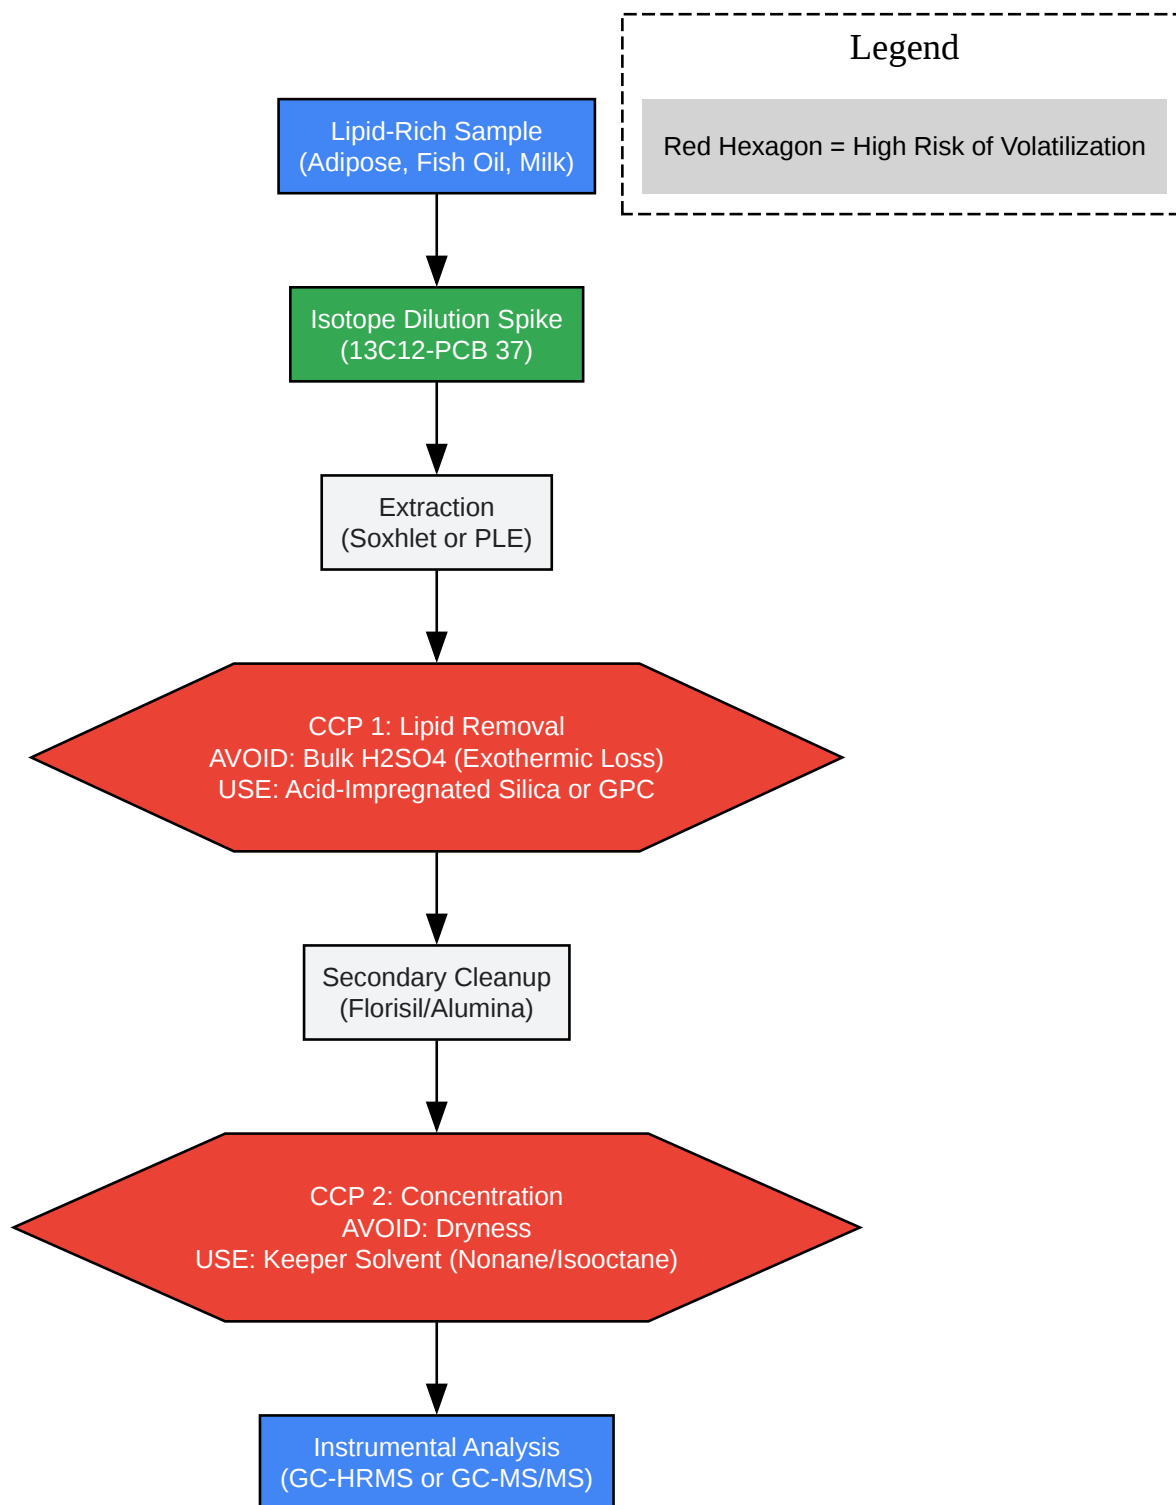 Legend
Red Hexagon = High Risk of Volatilization
Lipid-Rich Sample
(Adipose, Fish Oil, Milk)
Isotope Dilution Spike
(13C12-PCB 37)
Extraction
(Soxhlet or PLE)
CCP 1: Lipid Removal
AVOID: Bulk H2SO4 (Exothermic Loss)
USE: Acid-Impregnated Silica or GPC
Secondary Cleanup
(Florisil/Alumina)
CCP 2: Concentration
AVOID: Dryness
USE: Keeper Solvent (Nonane/Isooctane)
Instrumental Analysis
(GC-HRMS or GC-MS/MS)